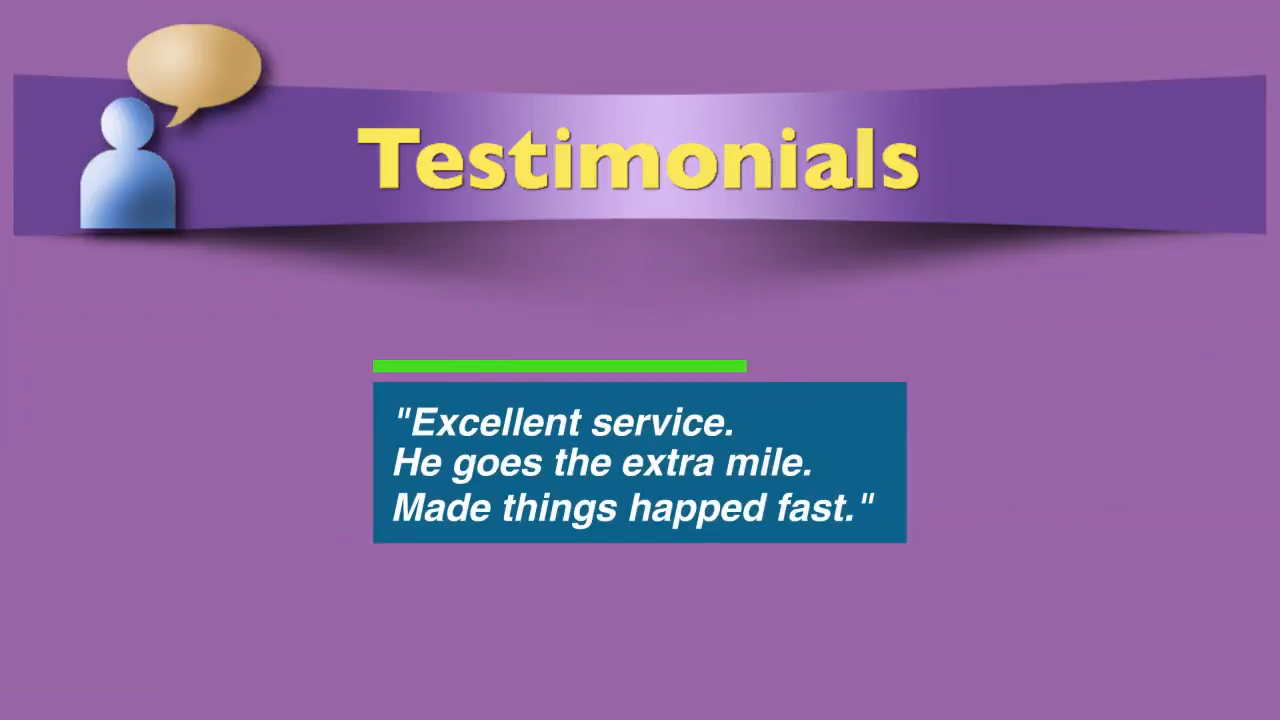 Testimonials
"Excellent service.
He goes the extra mile.
Made things happed fast."